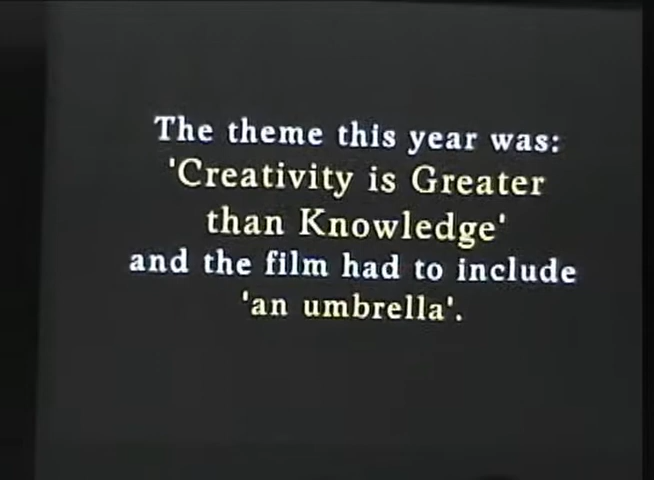 The theme this year was:
'Creativity is Greater
than Knowledge'
and the film had to include
'an umbrella'.